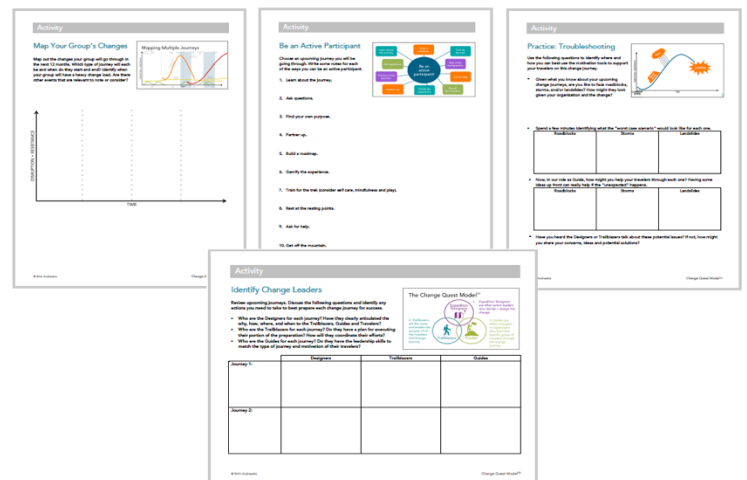 Activity
Map Your Group's Changes
Map out the changes your group will go through in
the next 12 months. Which type of journey will each
be and when do they start and end? Identify when
your group will have a heavy change load. Are there
other events that are relevant to note or consider?
Mapping Multiple Journeys
DISRUPTION + RESISTANCE
TIME
Activity
Be an Active Participant
Choose an upcoming journey you will be
going through. Write some notes for each
of the ways you can be an active participant.
Be an
active
participant
1. Learn about the journey.
2. Ask questions.
3. Find your own purpose.
4. Partner up.
5. Build a roadmap.
6. Gamify the experience.
7. Train for the trek (consider self care, mindfulness and play).
8. Rest at the resting points.
9. Ask for help.
10. Get off the mountain.
Activity
Practice: Troubleshooting
Use the following questions to identify where and
how you can best use the motivation tools to support
your travelers on this change journey.
• Given what you know about your upcoming
change journeys, are you like to face roadblocks,
storms, and/or landslides? How might they look
given your organization and the change?
• Spend a few minutes identifying what the "worst case scenario" would look like for each one.
Roadblocks Storms Landslides
• Now, in our role as Guide, how might you help your travelers through each one? Having some
ideas up front can really help if the "unexpected" happens.
Roadblocks Storms Landslides
• Have you heard the Designers or Trailblazers talk about these potential issues? If not, how might
you share your concerns, ideas and potential solutions?
Change Quest Model™
Activity
Identify Change Leaders
Review upcoming journeys. Discuss the following questions and identify any
actions you need to take to best prepare each change journey for success.
• Who are the Designers for each journey? Have they clearly articulated the
why, how, where, and when to the Trailblazers, Guides and Travelers?
• Who are the Trailblazers for each journey? Do they have a plan for executing
their portion of the preparation? How will they coordinate their efforts?
• Who are the Guides for each journey? Do they have the leadership skills to
match the type of journey and motivation of their travelers?
The Change Quest Model™
Expedition
Designers
Trailblazers
Designers Trailblazers Guides
Journey 1:
Journey 2:
Change Quest Model™